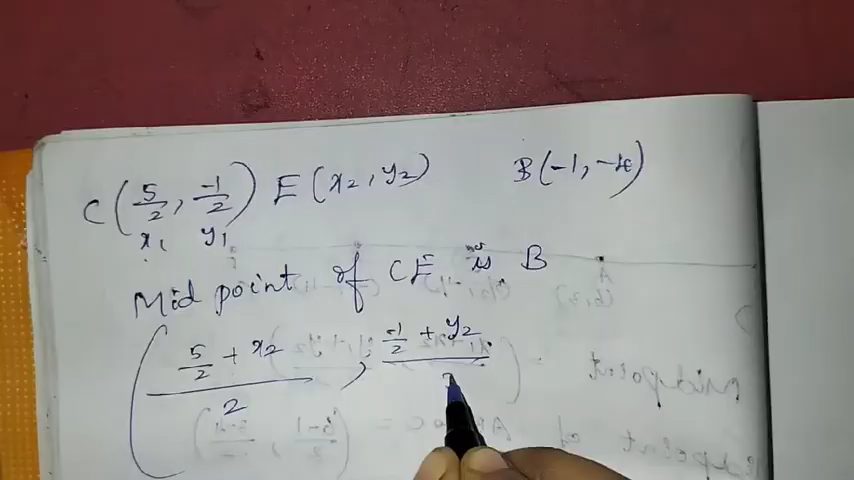 C(5/2, -1/2) E(x₂, y₂) B(-1, -4)
x₁ y₁
Mid point of CE is B
(5/2 + x₂ / 2, -1/2 + y₂ /